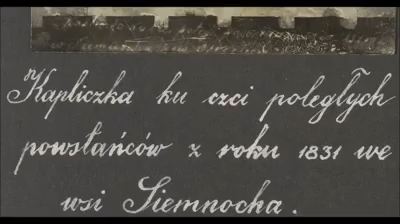 Kapliczka ku czci poległych
powstańców z roku 1831 we
wsi Siemnocha.